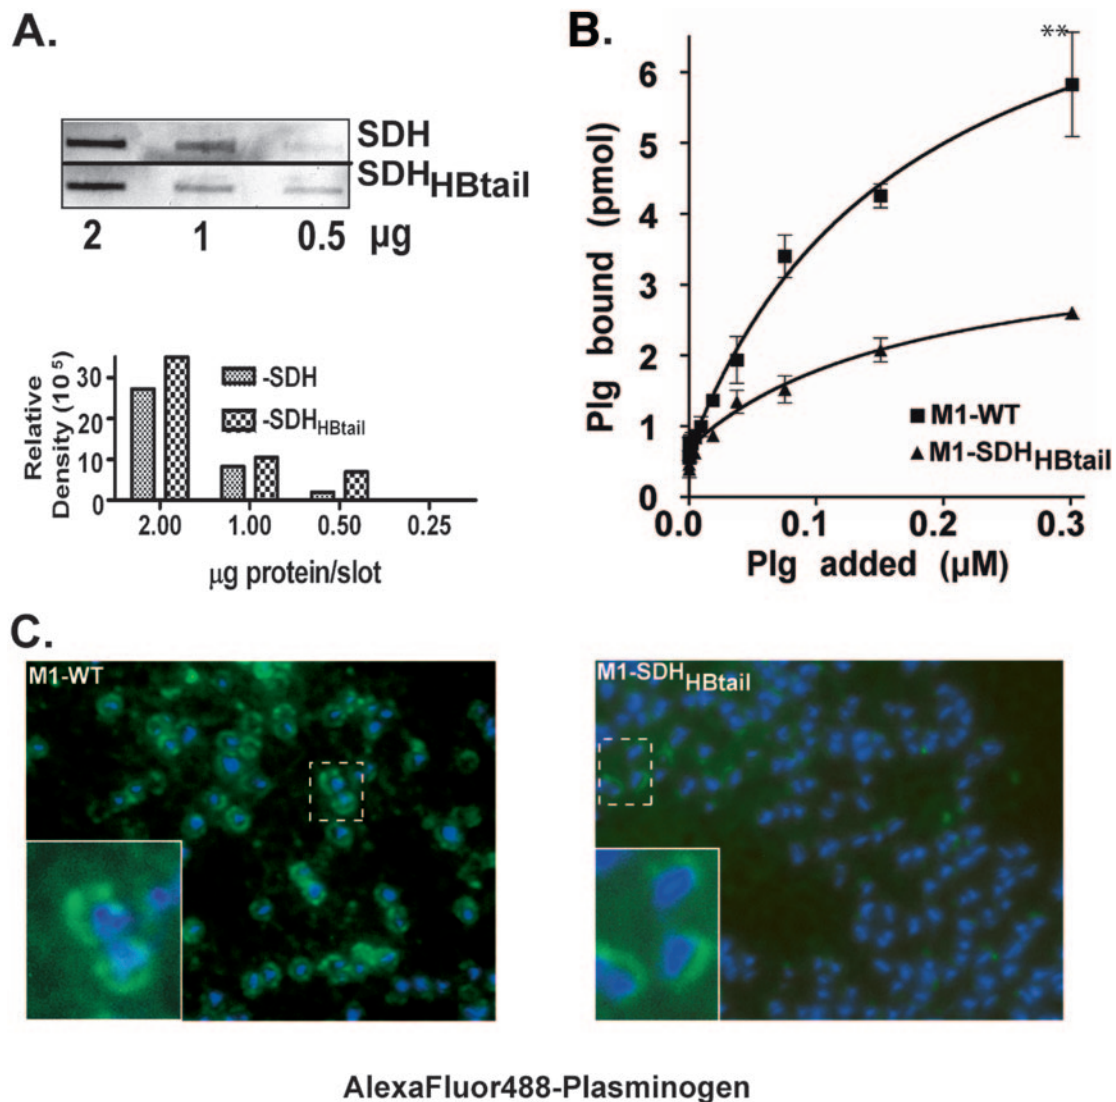 A.
SDH
SDHHBtail
2 1 0.5 µg
Relative
Density (10 5)
30
20
10
0
-SDH
-SDHHBtail
2.00 1.00 0.50 0.25
µg protein/slot
B.
**
Plg bound (pmol)
6
5
4
3
2
1
0
M1-WT
M1-SDHHBtail
0.0 0.1 0.2 0.3
Plg added (µM)
C.
M1-WT
M1-SDHHBtail
AlexaFluor488-Plasminogen